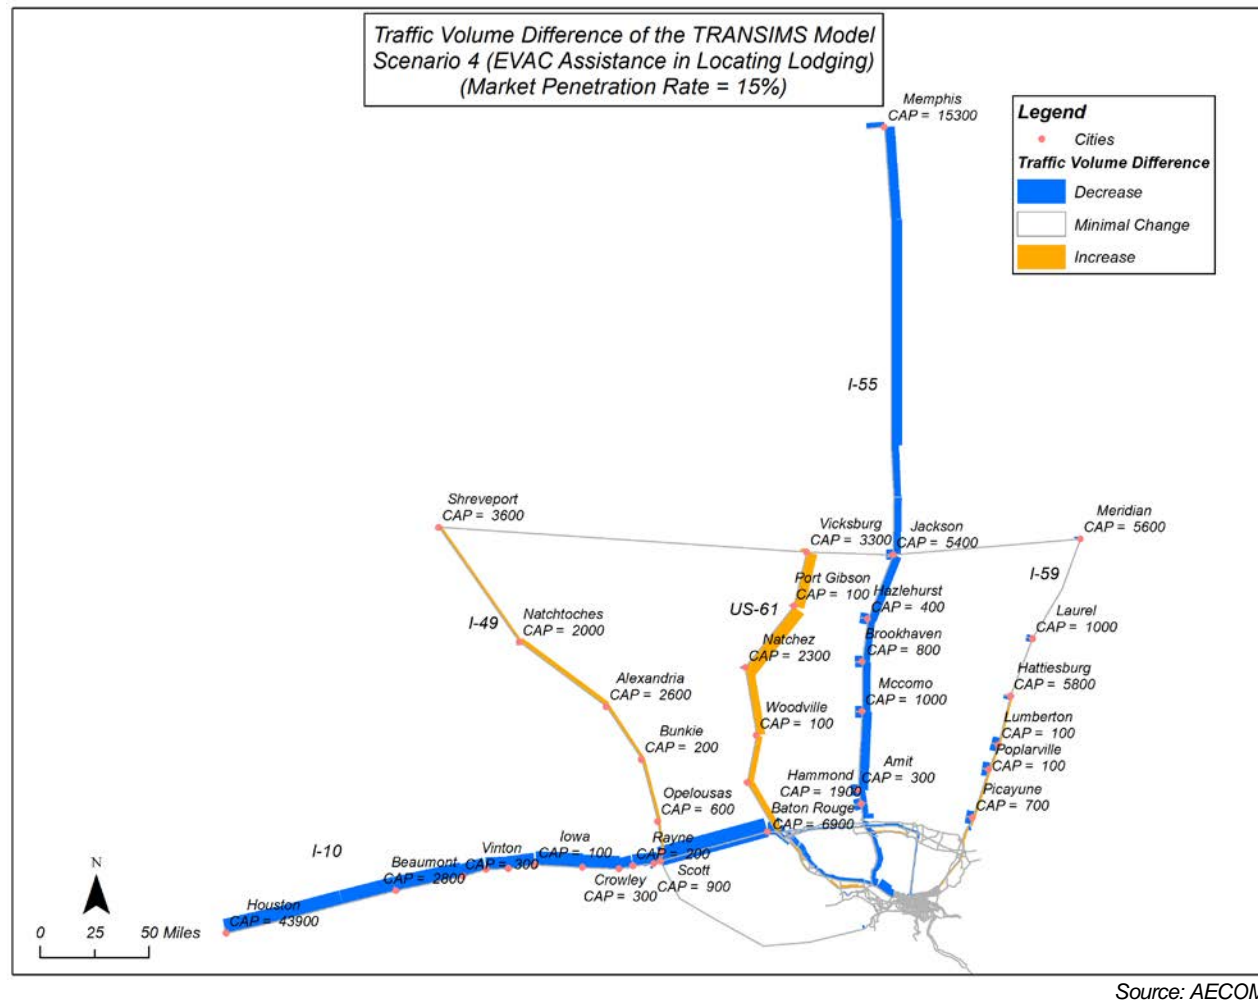 Traffic Volume Difference of the TRANSIMS Model
Scenario 4 (EVAC Assistance in Locating Lodging)
(Market Penetration Rate = 15%)
Memphis
CAP = 15300
Legend
Cities
Traffic Volume Difference
Decrease
Minimal Change
Increase
I-55
Shreveport
CAP = 3600
Vicksburg
CAP = 3300
Jackson
CAP = 5400
Meridian
CAP = 5600
I-59
Port Gibson
CAP = 100
US-61
Hazlehurst
CAP = 400
I-49
Natchtoches
CAP = 2000
Natchez
CAP = 2300
Brookhaven
CAP = 800
Laurel
CAP = 1000
Alexandria
CAP = 2600
Mccomo
CAP = 1000
Hattiesburg
CAP = 5800
Woodville
CAP = 100
Lumberton
CAP = 100
Bunkie
CAP = 200
Poplarville
CAP = 100
Amit
CAP = 300
Hammond
CAP = 1900
Picayune
CAP = 700
Opelousas
CAP = 600
Baton Rouge
CAP = 6900
I-10
Iowa
CAP = 100
Rayne
CAP = 200
Vinton
CAP = 300
Beaumont
CAP = 2800
Scott
CAP = 900
Crowley
CAP = 300
Houston
CAP = 43900
N
0 25 50 Miles
Source: AECOM